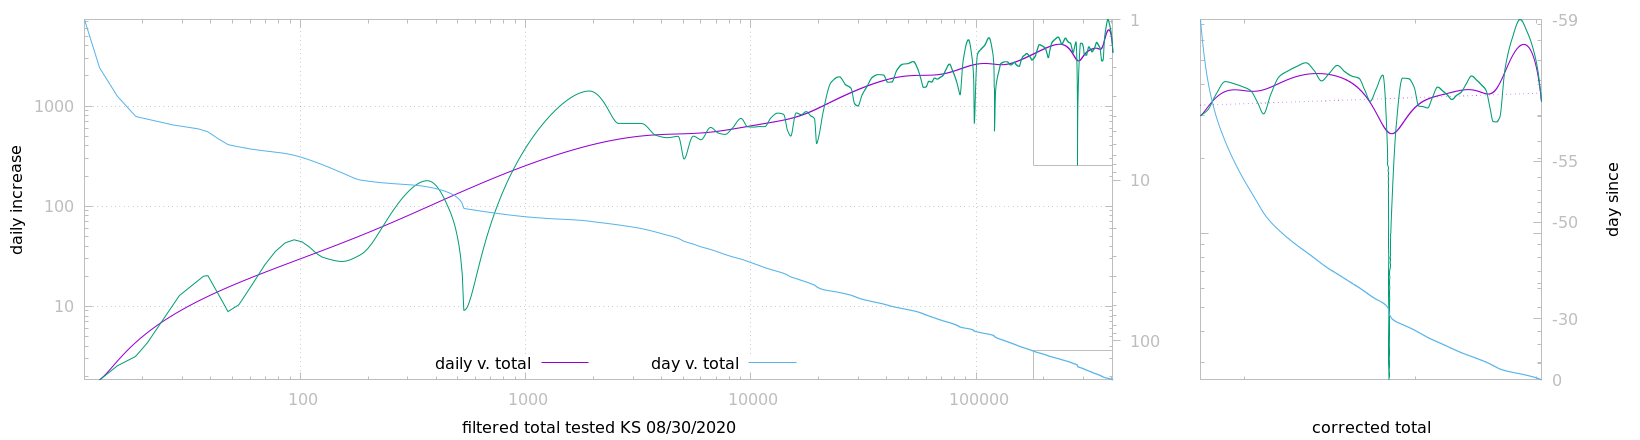 1
-59
1000
-55
daily increase
10
day since
100
-50
10
-30
100
daily v. total
day v. total
0
100
1000
10000
100000
filtered total tested KS 08/30/2020
corrected total